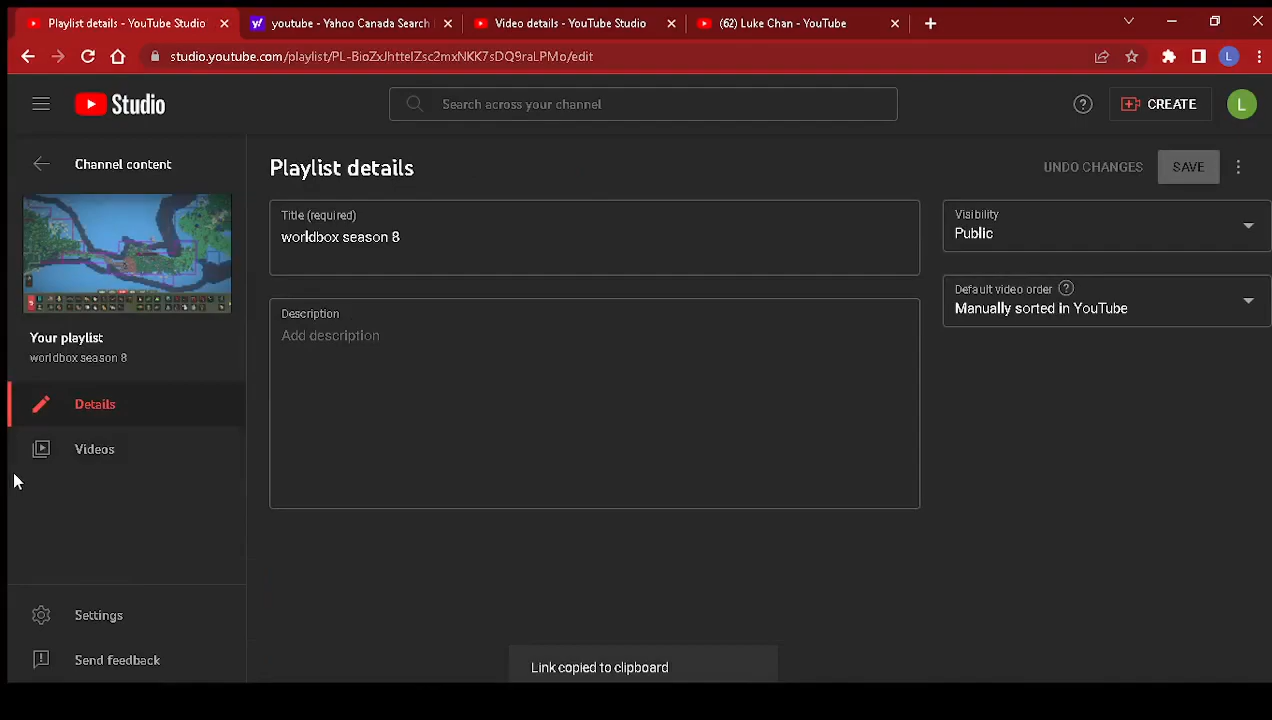 Playlist details - YouTube Studio
youtube - Yahoo Canada Search
Video details - YouTube Studio
(62) Luke Chan - YouTube
studio.youtube.com/playlist/PL-BioZxJhtteIZsc2mxNKK7sDQ9raLPMo/edit
L
Studio
Search across your channel
CREATE
L
Channel content
Playlist details
UNDO CHANGES
SAVE
Title (required)
worldbox season 8
Visibility
Public
Default video order
Manually sorted in YouTube
Description
Add description
Your playlist
worldbox season 8
Details
Videos
Settings
Send feedback
Link copied to clipboard